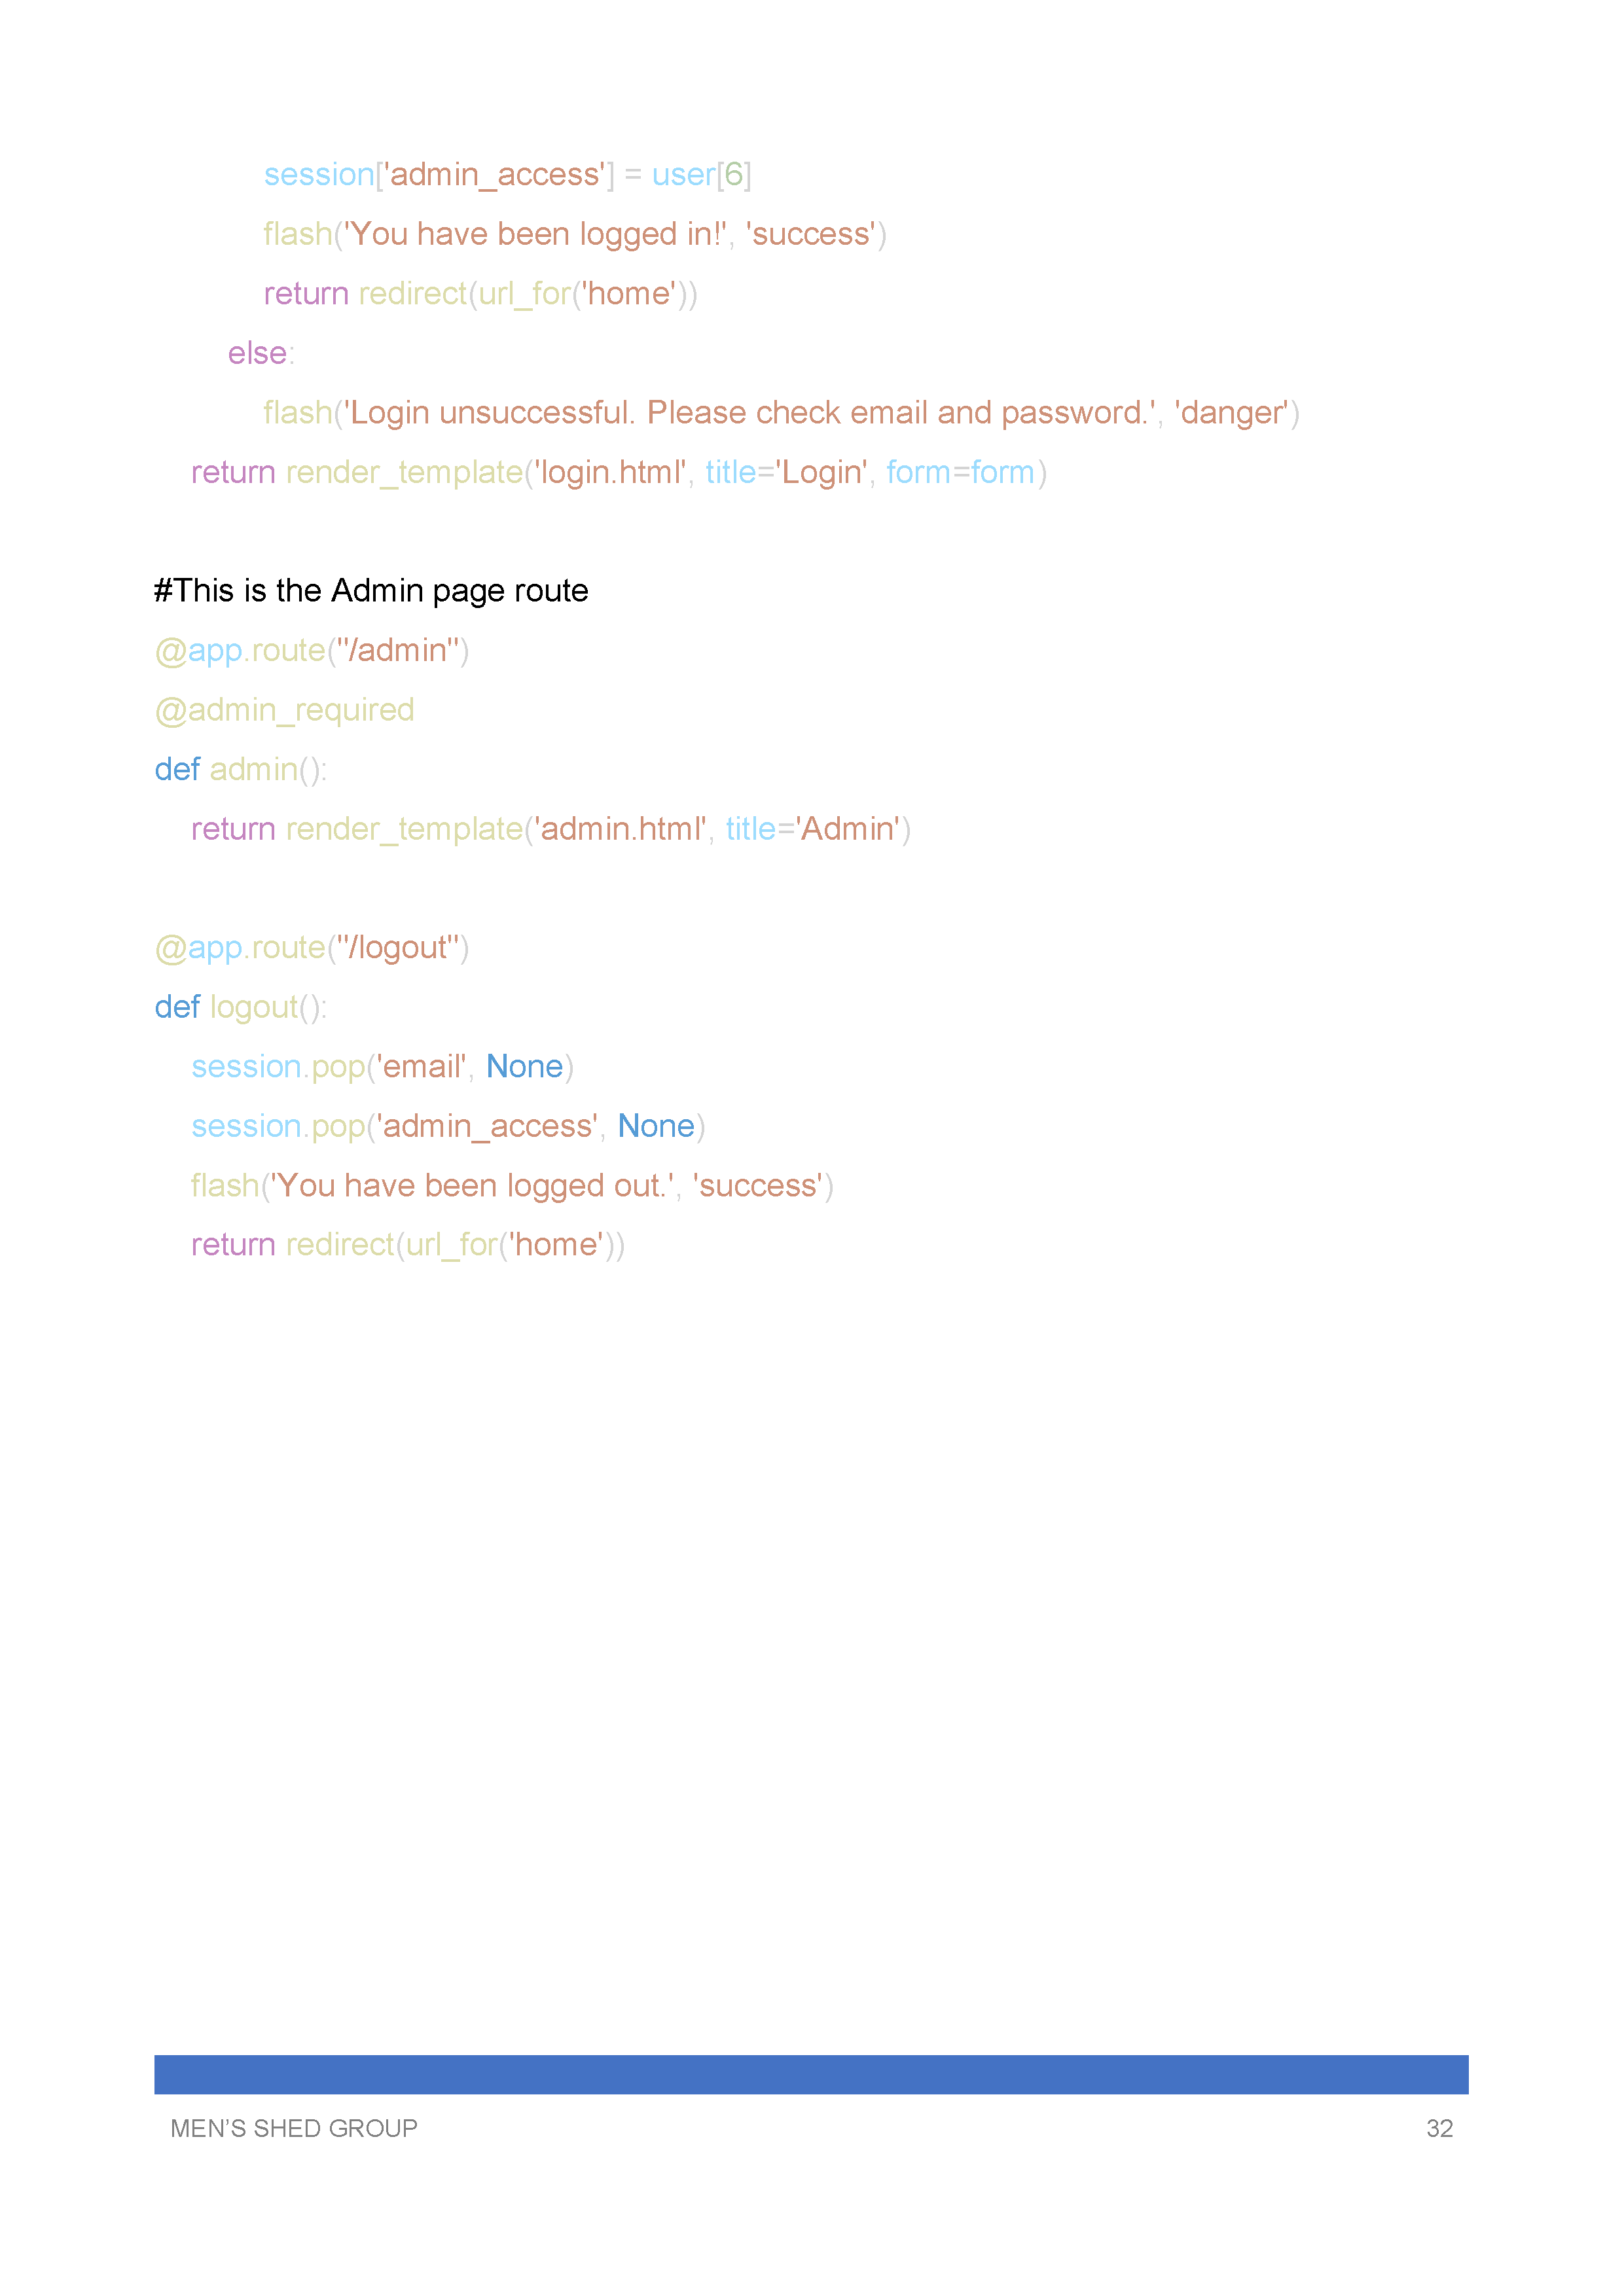 session['admin_access'] = user[6]
flash('You have been logged in!', 'success')
return redirect(url_for('home'))
else:
flash('Login unsuccessful. Please check email and password.', 'danger')
return render_template('login.html', title='Login', form=form)
#This is the Admin page route
@app.route("/admin")
@admin_required
def admin():
return render_template('admin.html', title='Admin')
@app.route("/logout")
def logout():
session.pop('email', None)
session.pop('admin_access', None)
flash('You have been logged out.', 'success')
return redirect(url_for('home'))
MEN’S SHED GROUP 32